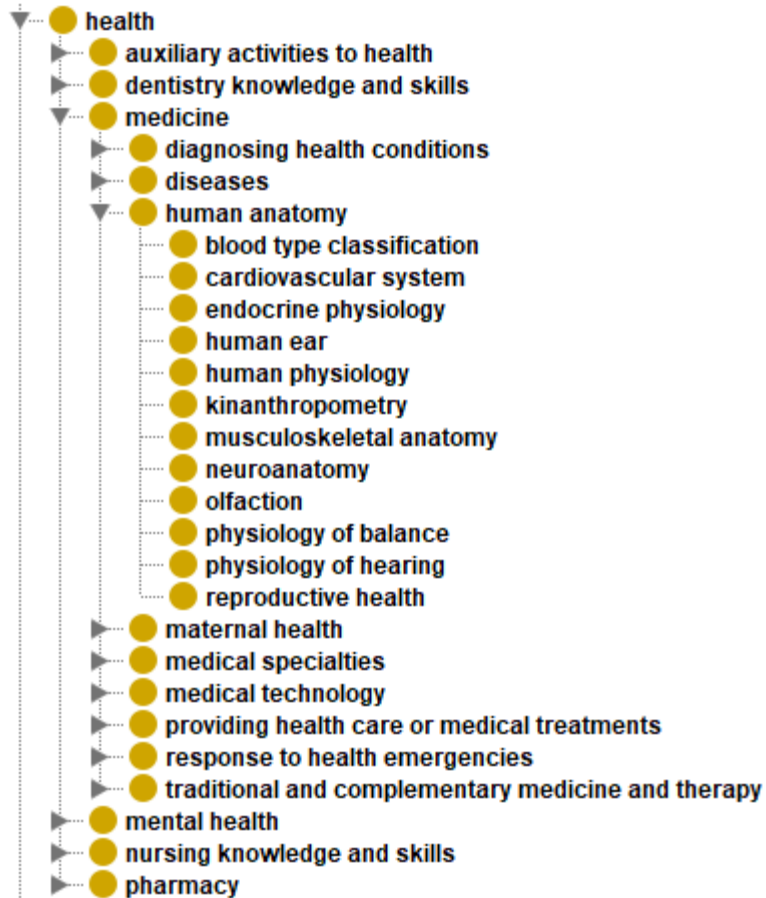 health
auxiliary activities to health
dentistry knowledge and skills
medicine
diagnosing health conditions
diseases
human anatomy
blood type classification
cardiovascular system
endocrine physiology
human ear
human physiology
kinanthropometry
musculoskeletal anatomy
neuroanatomy
olfaction
physiology of balance
physiology of hearing
reproductive health
maternal health
medical specialties
medical technology
providing health care or medical treatments
response to health emergencies
traditional and complementary medicine and therapy
mental health
nursing knowledge and skills
pharmacy